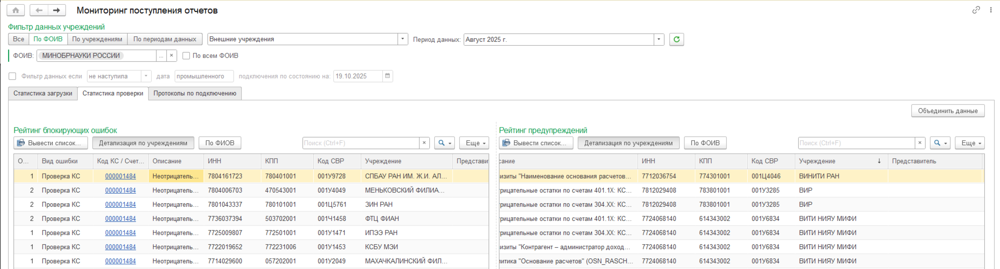 Мониторинг поступления отчетов
Фильтр данных учреждений
Все По ФОИВ По учреждениям По периодам данных Внешние учреждения Период данных: Август 2025 г.
ФОИВ: МИНОБРНАУКИ РОССИИ ... × По всем ФОИВ
Фильтр данных если не наступила дата промышленного подключения по состоянию на: 19.10.2025
Статистика загрузки Статистика проверки Протоколы по подключению
Объединить данные
Рейтинг блокирующих ошибок
Вывести список... Детализация по учреждениям По ФИОВ Поиск (Ctrl+F) × Еще
О... Вид ошибки Код КС / Счет... Описание ИНН КПП Код СВР Учреждение Представит
1 Проверка КС 000001484 Неотрицатель... 7804161723 780401001 001У9728 СПБАУ РАН ИМ. Ж.И. АЛ...
2 Проверка КС 000001484 Неотрицатель... 7804006703 470543001 001У4049 МЕНЬКОВСКИЙ ФИЛИА...
2 Проверка КС 000001484 Неотрицатель... 7801043337 780101001 001Ц5761 ЗИН РАН
2 Проверка КС 000001484 Неотрицатель... 7736037394 503702001 001Ч1458 ФТЦ ФИАН
1 Проверка КС 000001484 Неотрицатель... 7725009807 772501001 001У1471 ИПЭЭ РАН
1 Проверка КС 000001484 Неотрицатель... 7722019652 772231006 001У1453 КСБУ МЭИ
1 Проверка КС 000001484 Неотрицатель... 7714029600 057202001 001У2049 МАХАЧКАЛИНСКИЙ ФИЛ...
Рейтинг предупреждений
Вывести список... Детализация по учреждениям По ФОИВ Поиск (Ctrl+F) × Еще
сание ИНН КПП Код СВР Учреждение ↓ Представитель
изиты "Наименование основания расчетов... 7712036754 774301001 001Ц4046 ВИНИТИ РАН
трицательные остатки по счетам 401.1X: КС... 7812029408 783801001 001У3285 ВИР
трицательные остатки по счетам 304.XX: КС... 7812029408 783801001 001У3285 ВИР
трицательные остатки по счетам 401.1X: КС... 7724068140 614343002 001У6834 ВИТИ НИЯУ МИФИ
трицательные остатки по счетам 304.XX: КС... 7724068140 614343002 001У6834 ВИТИ НИЯУ МИФИ
изиты "Контрагент – администратор доход... 7724068140 614343002 001У6834 ВИТИ НИЯУ МИФИ
литика "Основание расчетов" (OSN_RASCH... 7724068140 614343002 001У6834 ВИТИ НИЯУ МИФИ